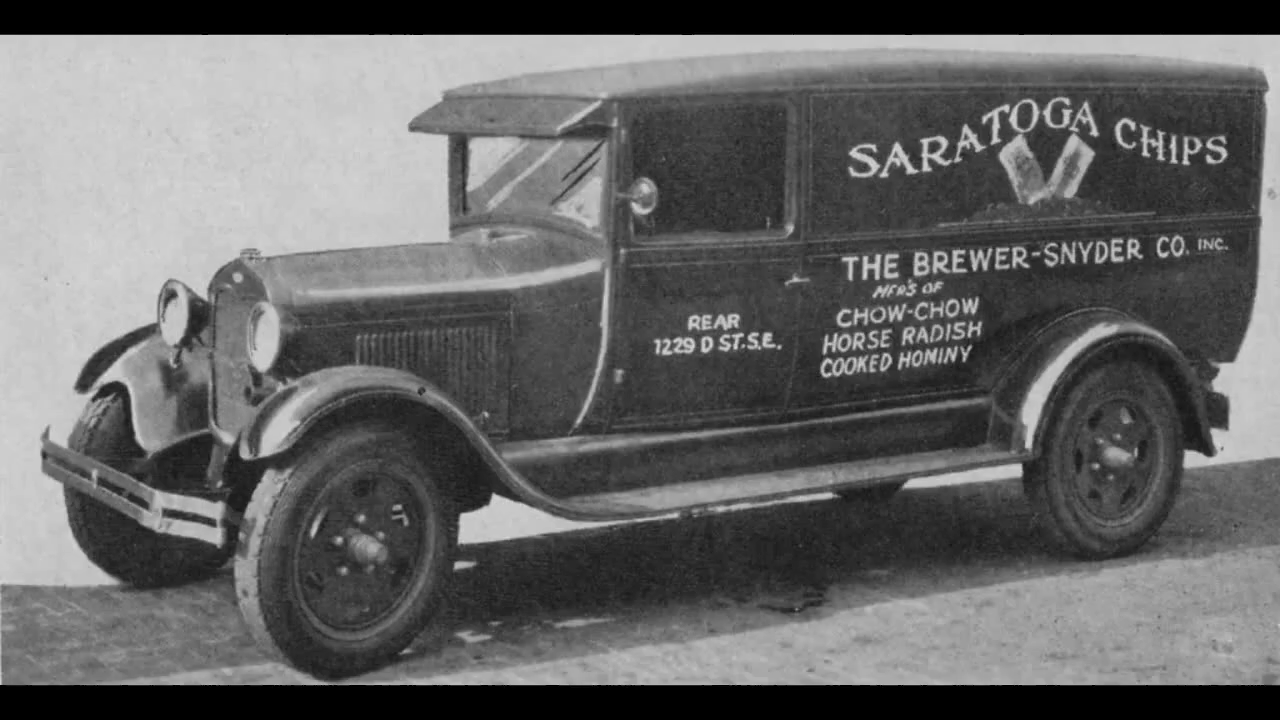 SARATOGA CHIPS
THE BREWER-SNYDER CO. INC.
MFR'S OF
CHOW-CHOW
HORSE RADISH
COOKED HOMINY
REAR
1229 D ST. S.E.